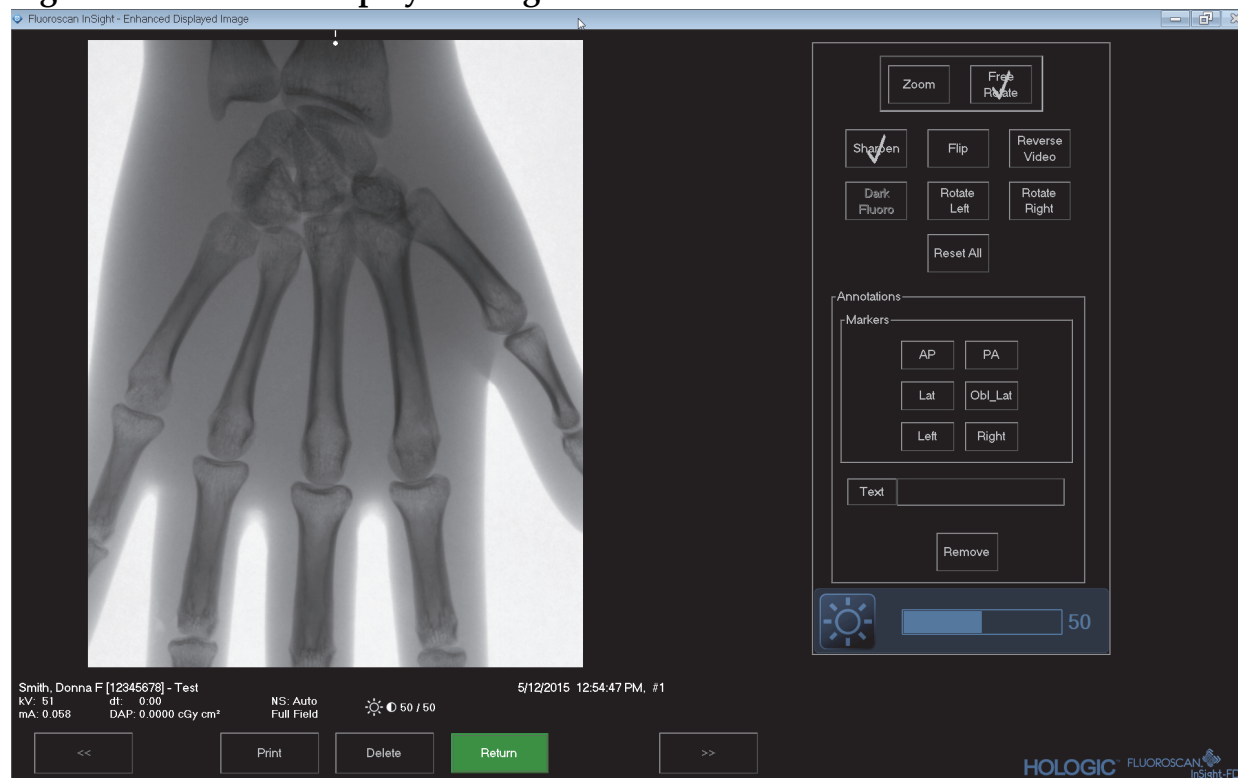 Fluoroscan InSight - Enhanced Displayed Image
Zoom
Free
Rotate
Sharpen
Flip
Reverse
Video
Dark
Fluoro
Rotate
Left
Rotate
Right
Reset All
Annotations
Markers
AP
PA
Lat
Obl_Lat
Left
Right
Text
Remove
50
Smith, Donna F [12345678] - Test
5/12/2015 12:54:47 PM, #1
kV: 51
dt: 0:00
NS: Auto
mA: 0.058
DAP: 0.0000 cGy cm²
Full Field
50 / 50
<<
Print
Delete
Return
>>
HOLOGIC™
FLUOROSCAN
InSight-FD